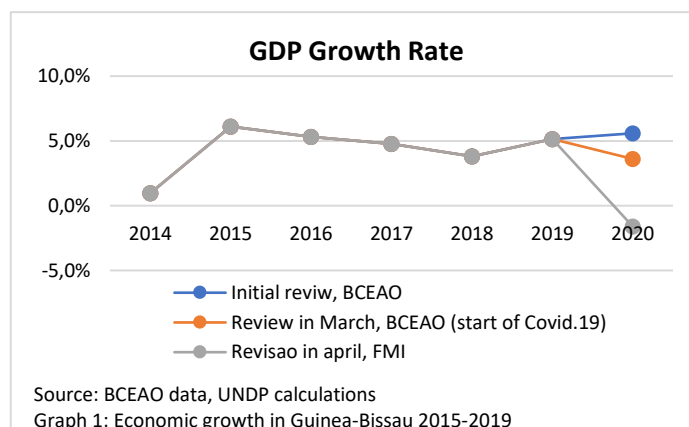 GDP Growth Rate
10,0%
5,0%
0,0%
2014 2015 2016 2017 2018 2019 2020
-5,0%
Initial reviw, BCEAO
Review in March, BCEAO (start of Covid.19)
Revisao in april, FMI
Source: BCEAO data, UNDP calculations
Graph 1: Economic growth in Guinea-Bissau 2015-2019